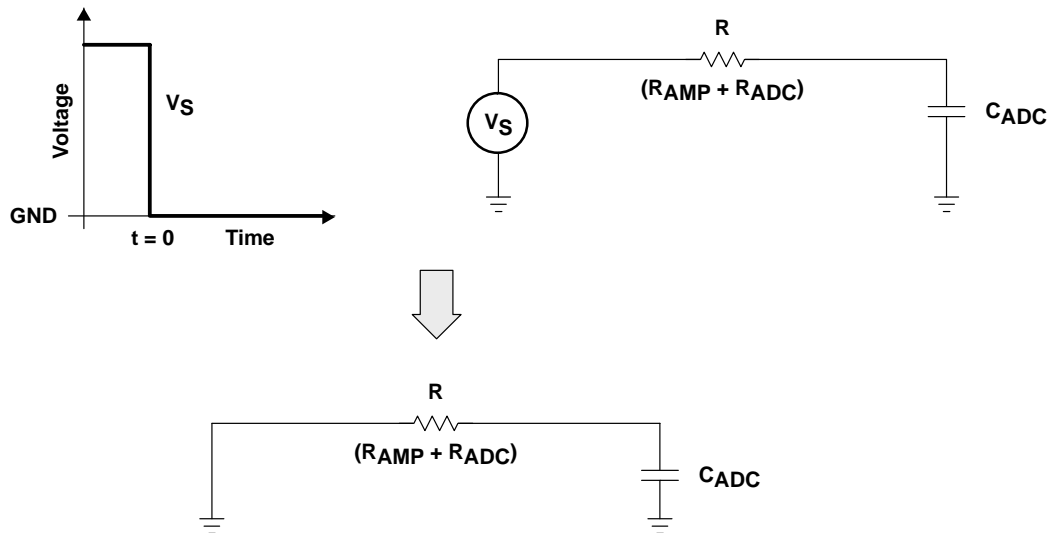 Voltage
VS
GND
t = 0
Time
R
(RAMP + RADC)
VS
CADC
R
(RAMP + RADC)
CADC